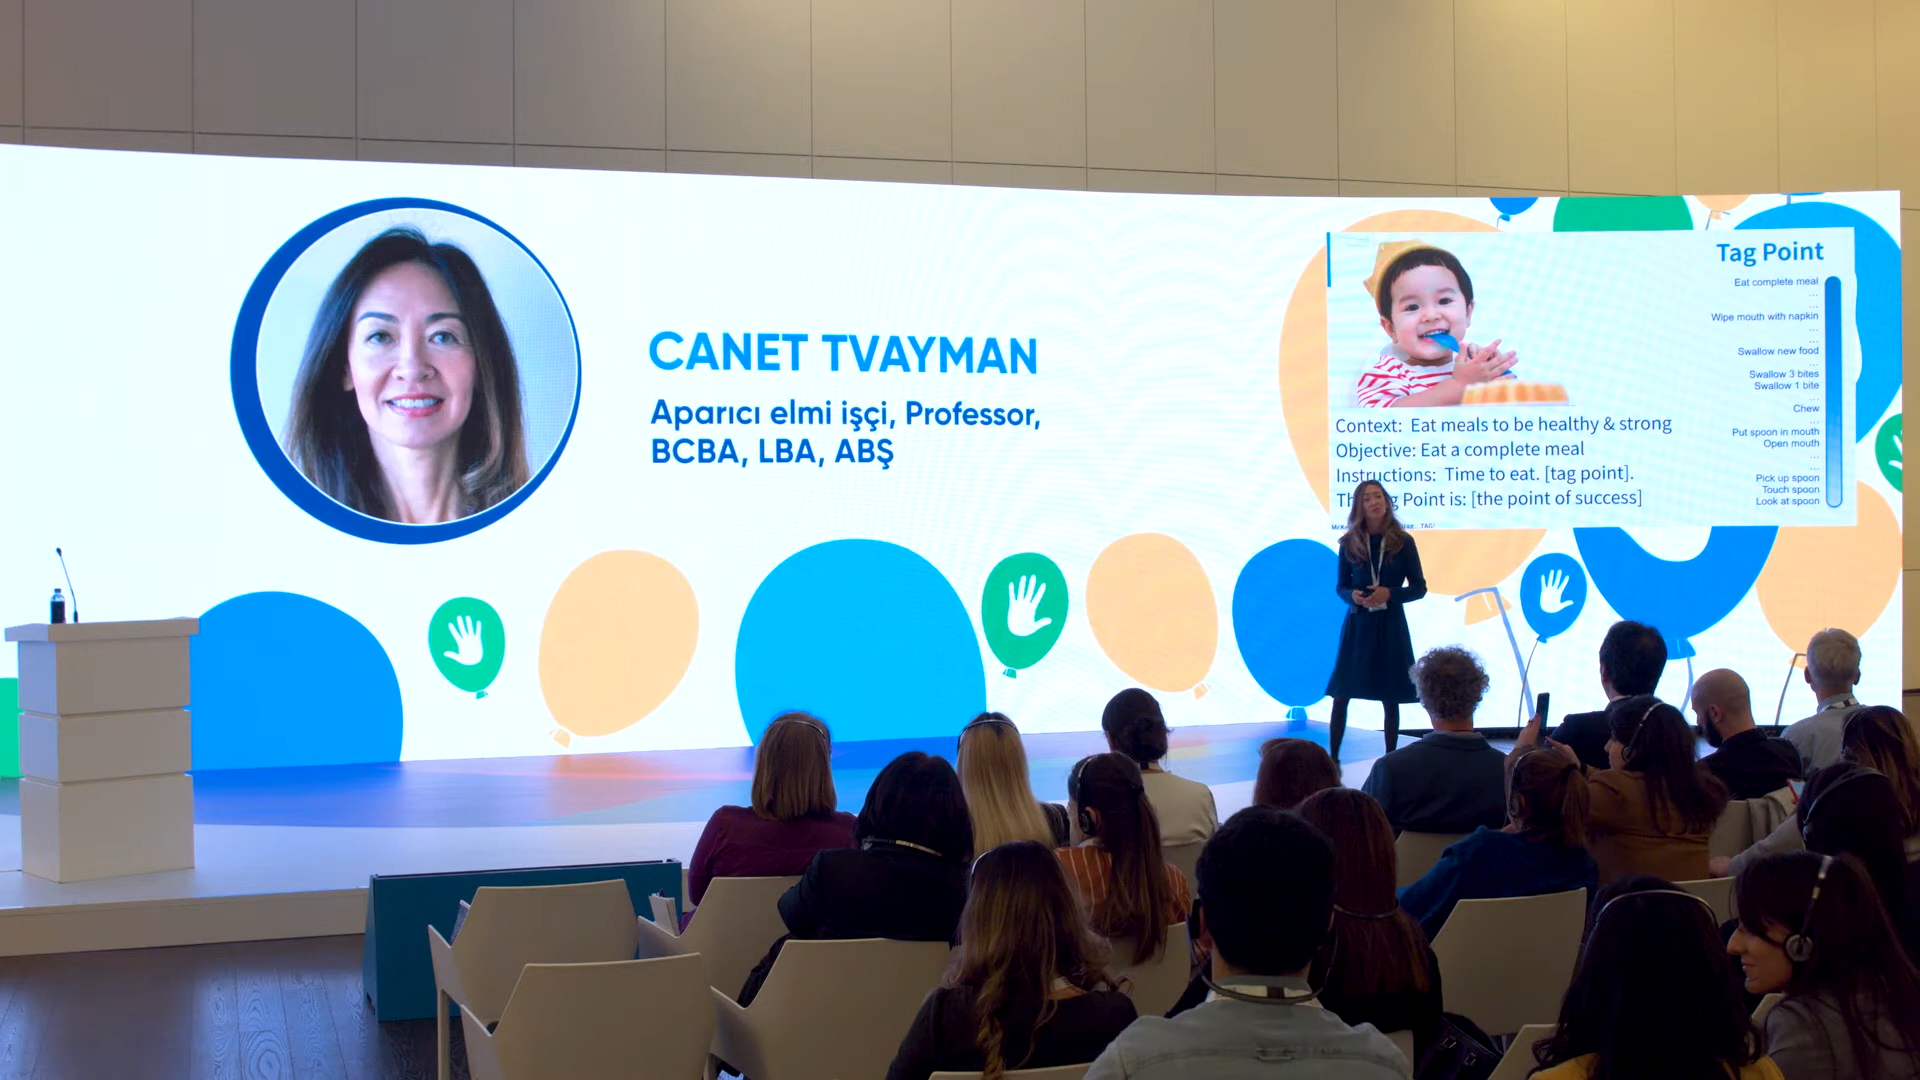 CANET TVAYMAN
Aparıcı elmi işçi, Professor,
BCBA, LBA, ABŞ
Tag Point
Eat complete meal
...
...
Wipe mouth with napkin
...
...
Swallow new food
...
Swallow 3 bites
Swallow 1 bite
...
Chew
...
Put spoon in mouth
Open mouth
...
...
Pick up spoon
Touch spoon
Look at spoon
Context: Eat meals to be healthy & strong
Objective: Eat a complete meal
Instructions: Time to eat. [tag point].
Point is: [the point of success]
TAG!